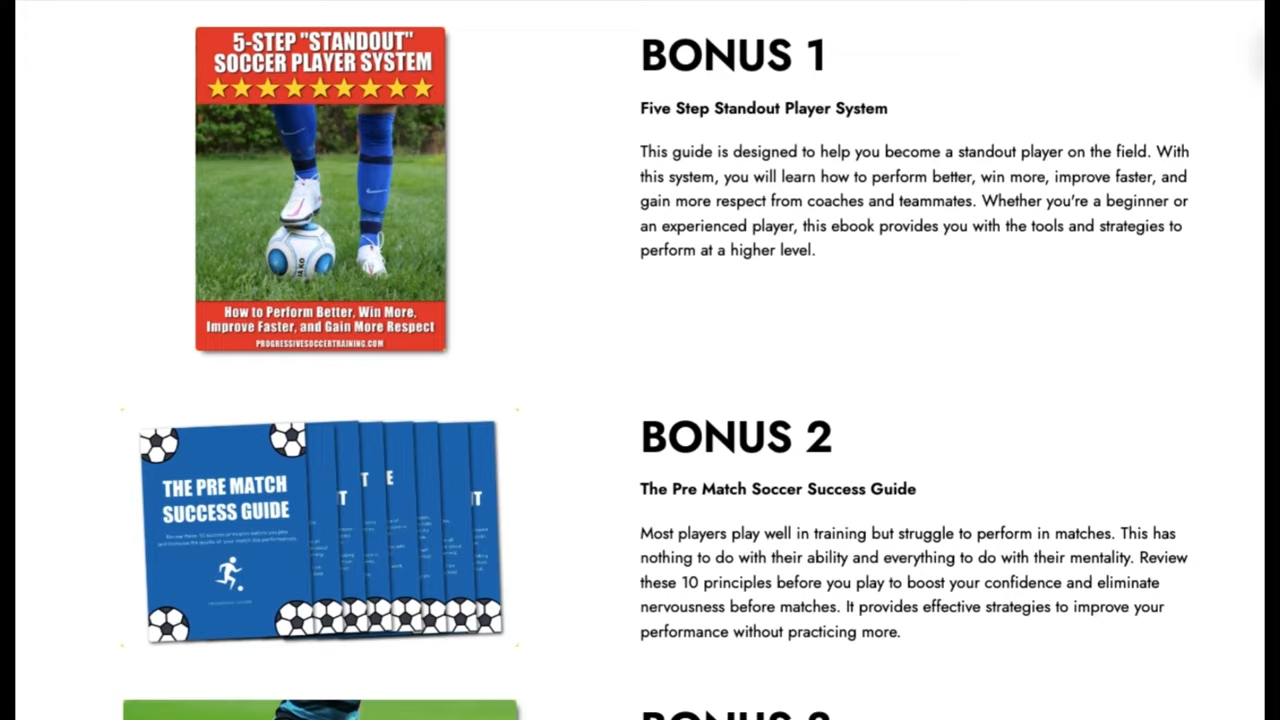 5-STEP "STANDOUT"
SOCCER PLAYER SYSTEM
JAKO
How to Perform Better, Win More,
Improve Faster, and Gain More Respect
PROGRESSIVESOCCERTRAINING.COM
BONUS 1
Five Step Standout Player System
This guide is designed to help you become a standout player on the field. With
this system, you will learn how to perform better, win more, improve faster, and
gain more respect from coaches and teammates. Whether you're a beginner or
an experienced player, this ebook provides you with the tools and strategies to
perform at a higher level.
THE PRE MATCH
SUCCESS GUIDE
BONUS 2
The Pre Match Soccer Success Guide
Most players play well in training but struggle to perform in matches. This has
nothing to do with their ability and everything to do with their mentality. Review
these 10 principles before you play to boost your confidence and eliminate
nervousness before matches. It provides effective strategies to improve your
performance without practicing more.